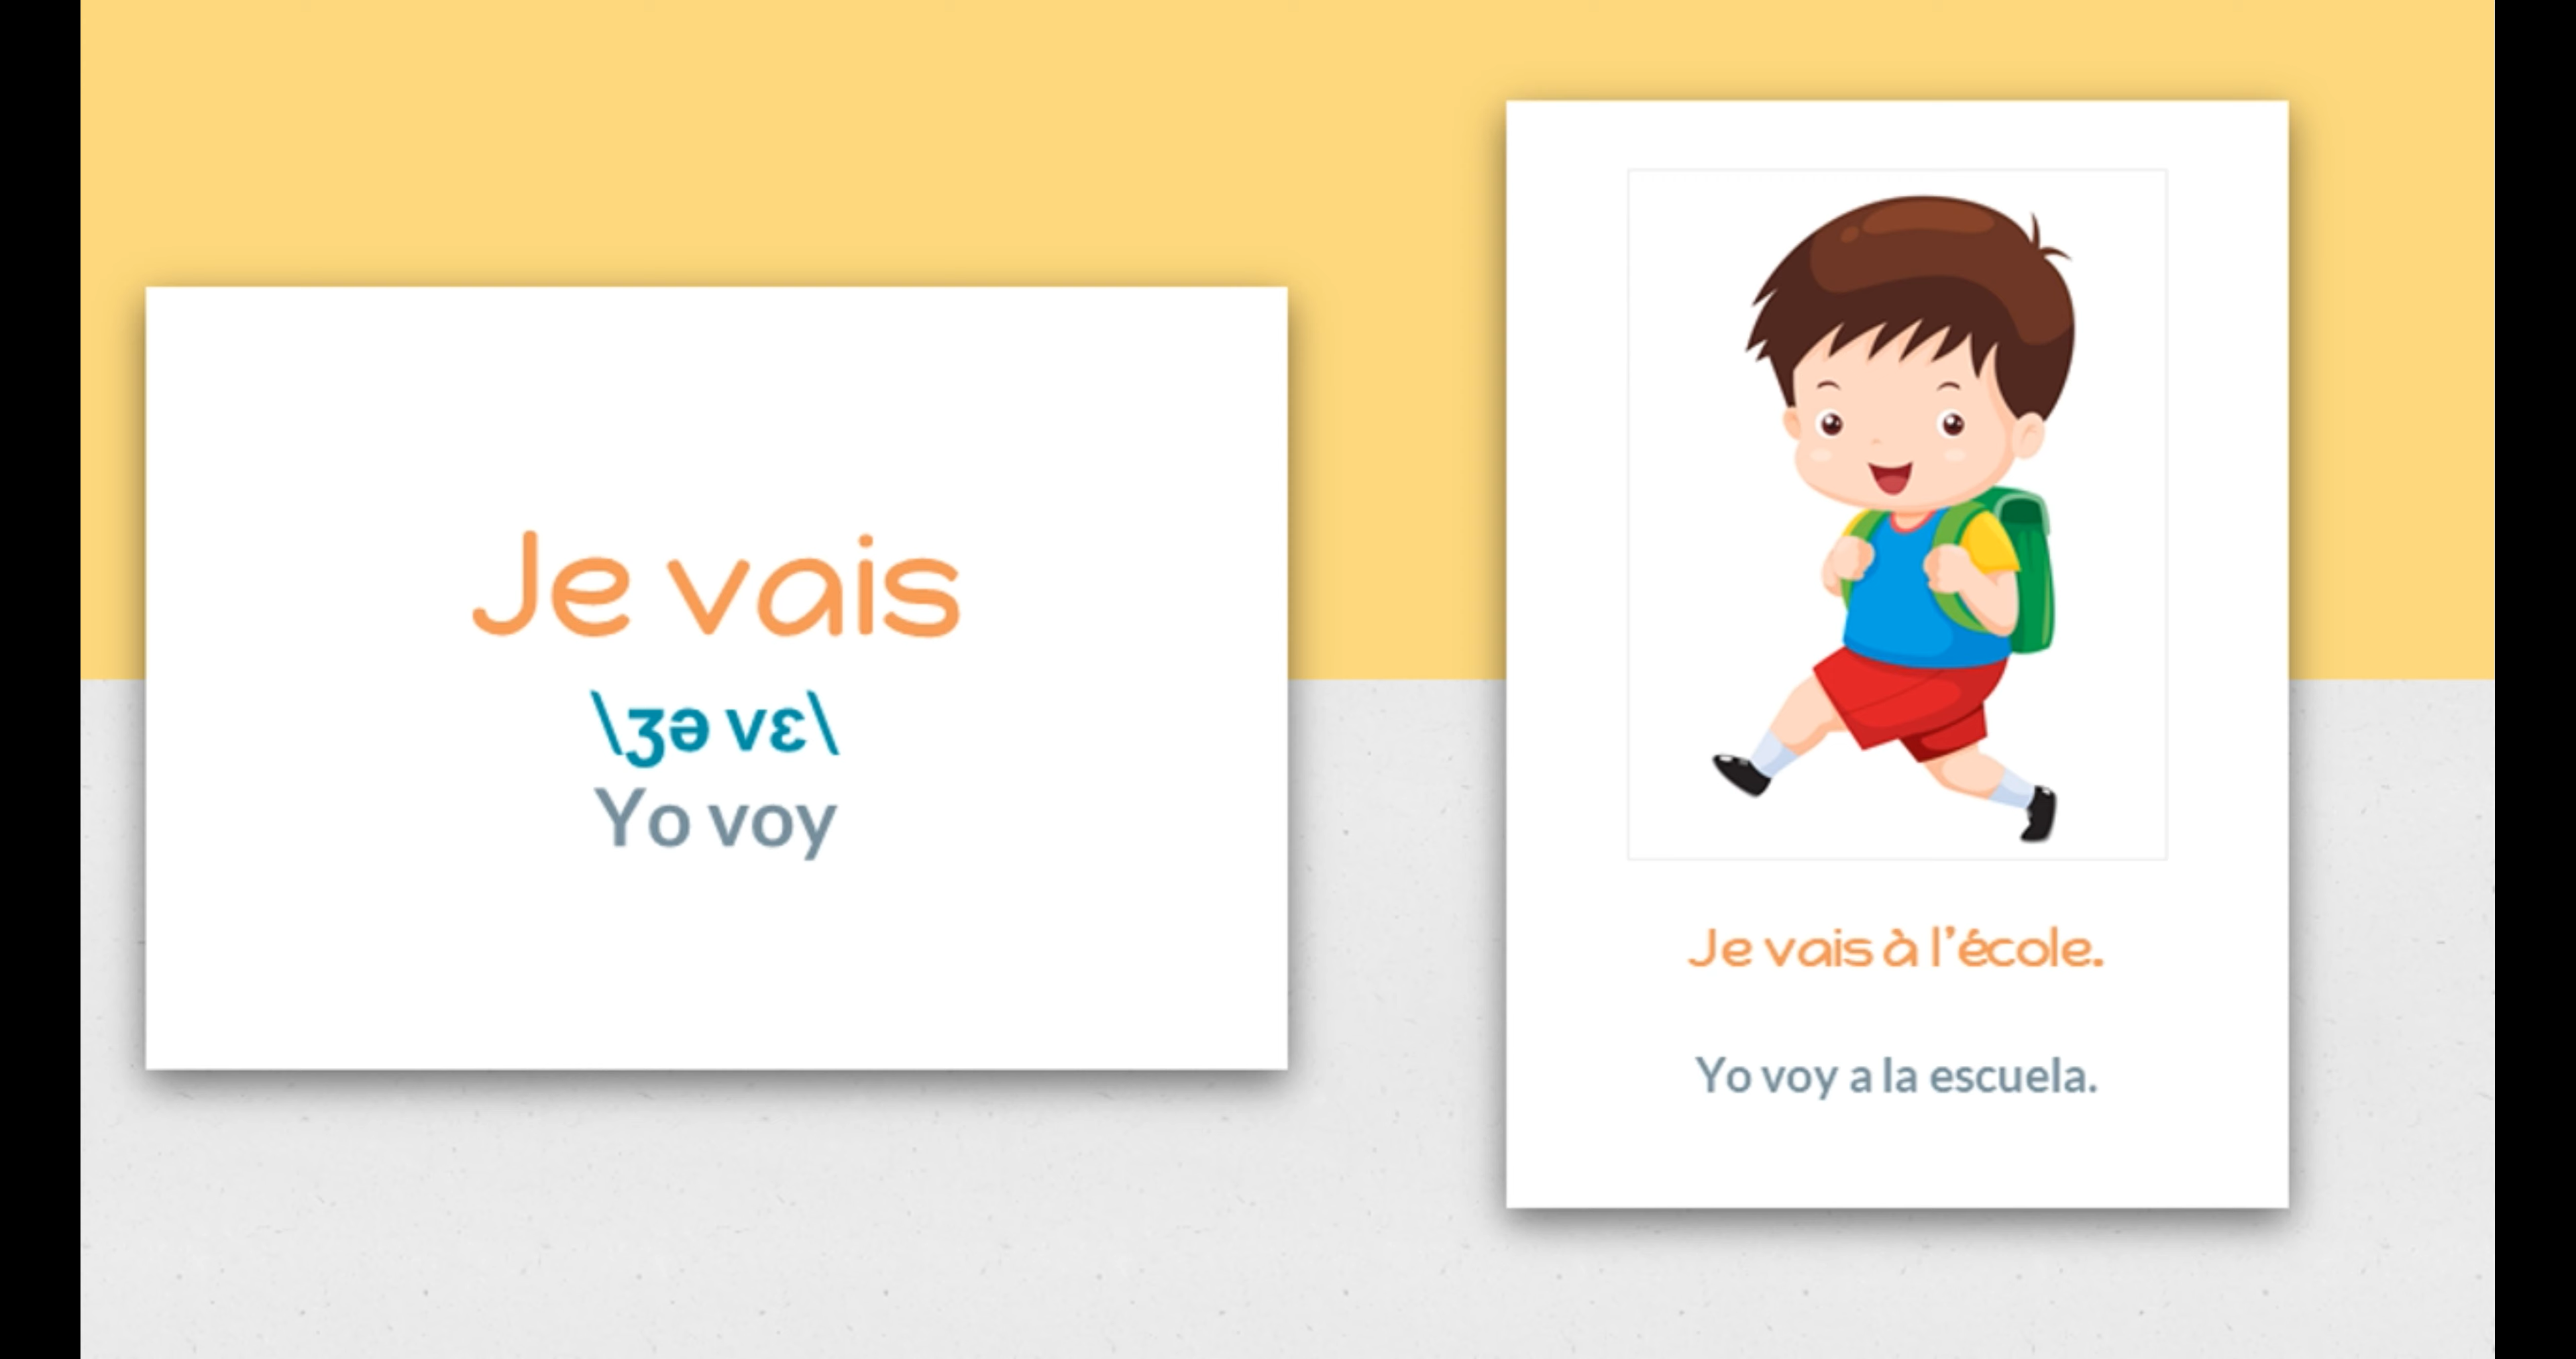 Je vais
\ʒə vɛ\
Yo voy
Je vais à l’école.
Yo voy a la escuela.